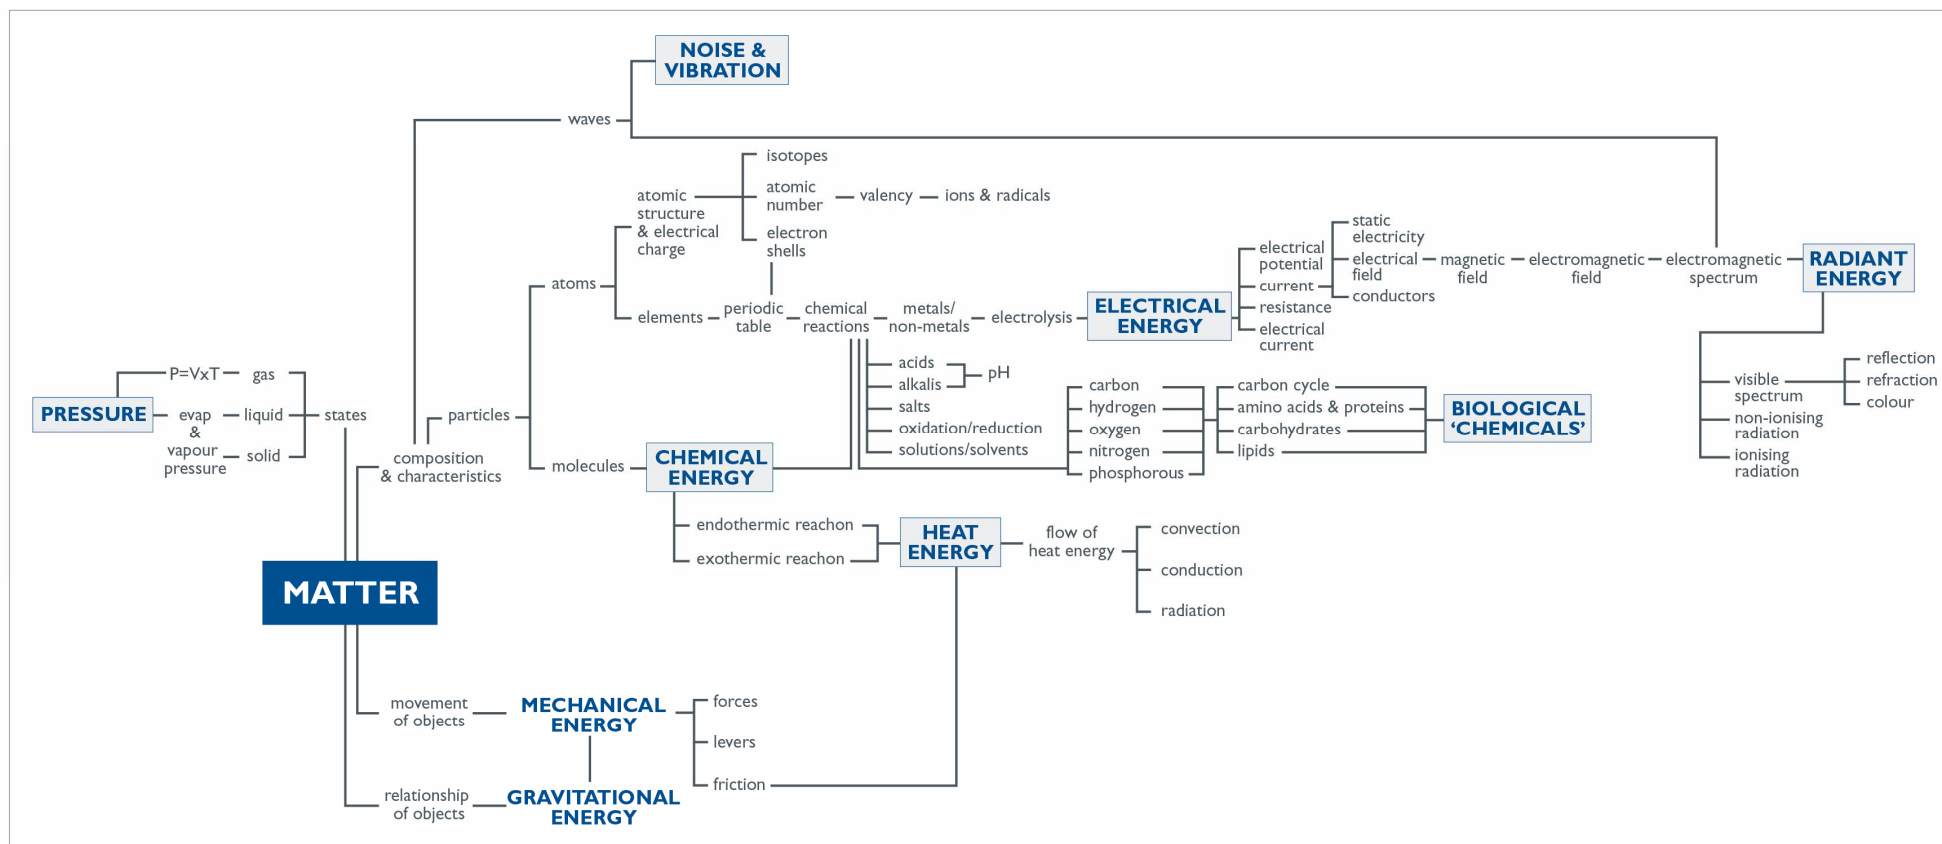 NOISE &
VIBRATION
waves
isotopes
atomic
structure
& electrical
charge
atomic
number
valency
ions & radicals
electron
shells
atoms
elements
periodic
table
chemical
reactions
metals/
non-metals
electrolysis
ELECTRICAL
ENERGY
electrical
potential
current
resistance
electrical
current
static
electricity
electrical
field
conductors
magnetic
field
electromagnetic
field
electromagnetic
spectrum
RADIANT
ENERGY
visible
spectrum
non-ionising
radiation
ionising
radiation
reflection
refraction
colour
acids
alkalis
pH
salts
oxidation/reduction
solutions/solvents
carbon
hydrogen
oxygen
nitrogen
phosphorous
carbon cycle
amino acids & proteins
carbohydrates
lipids
BIOLOGICAL
‘CHEMICALS’
P=VxT
gas
PRESSURE
evap
&
vapour
pressure
liquid
solid
states
particles
composition
& characteristics
molecules
CHEMICAL
ENERGY
endothermic reachon
exothermic reachon
HEAT
ENERGY
flow of
heat energy
convection
conduction
radiation
MATTER
movement
of objects
MECHANICAL
ENERGY
forces
levers
friction
relationship
of objects
GRAVITATIONAL
ENERGY